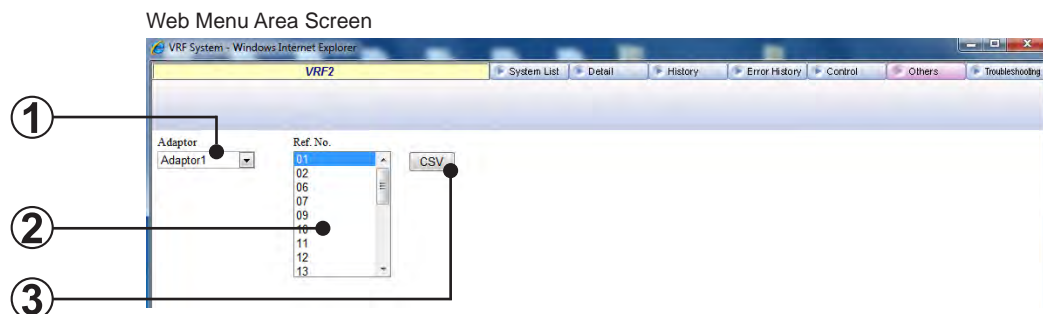 Web Menu Area Screen
VRF System - Windows Internet Explorer
VRF2 System List Detail History Error History Control Others Troubleshooting
1
Adaptor Ref. No.
Adaptor1 01 CSV
02
06
07
2
09
10
11
12
13
3